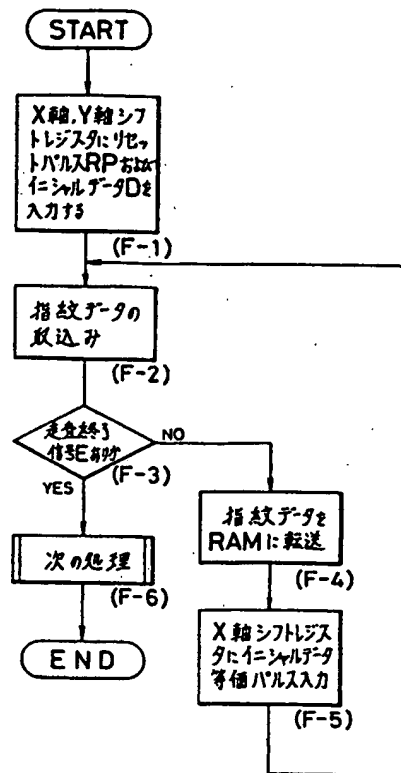 START
X軸,Y軸シフ
トレジスタにリセッ
トパルスRPおよび
イニシャルデータDを
入力する
(F-1)
指紋データの
取込み
(F-2)
走査終了
信号E有りか
(F-3)
NO
YES
指紋データを
RAMに転送
(F-4)
次の処理
(F-6)
X軸シフトレジス
タにイニシャルデータ
等価パルス入力
(F-5)
END